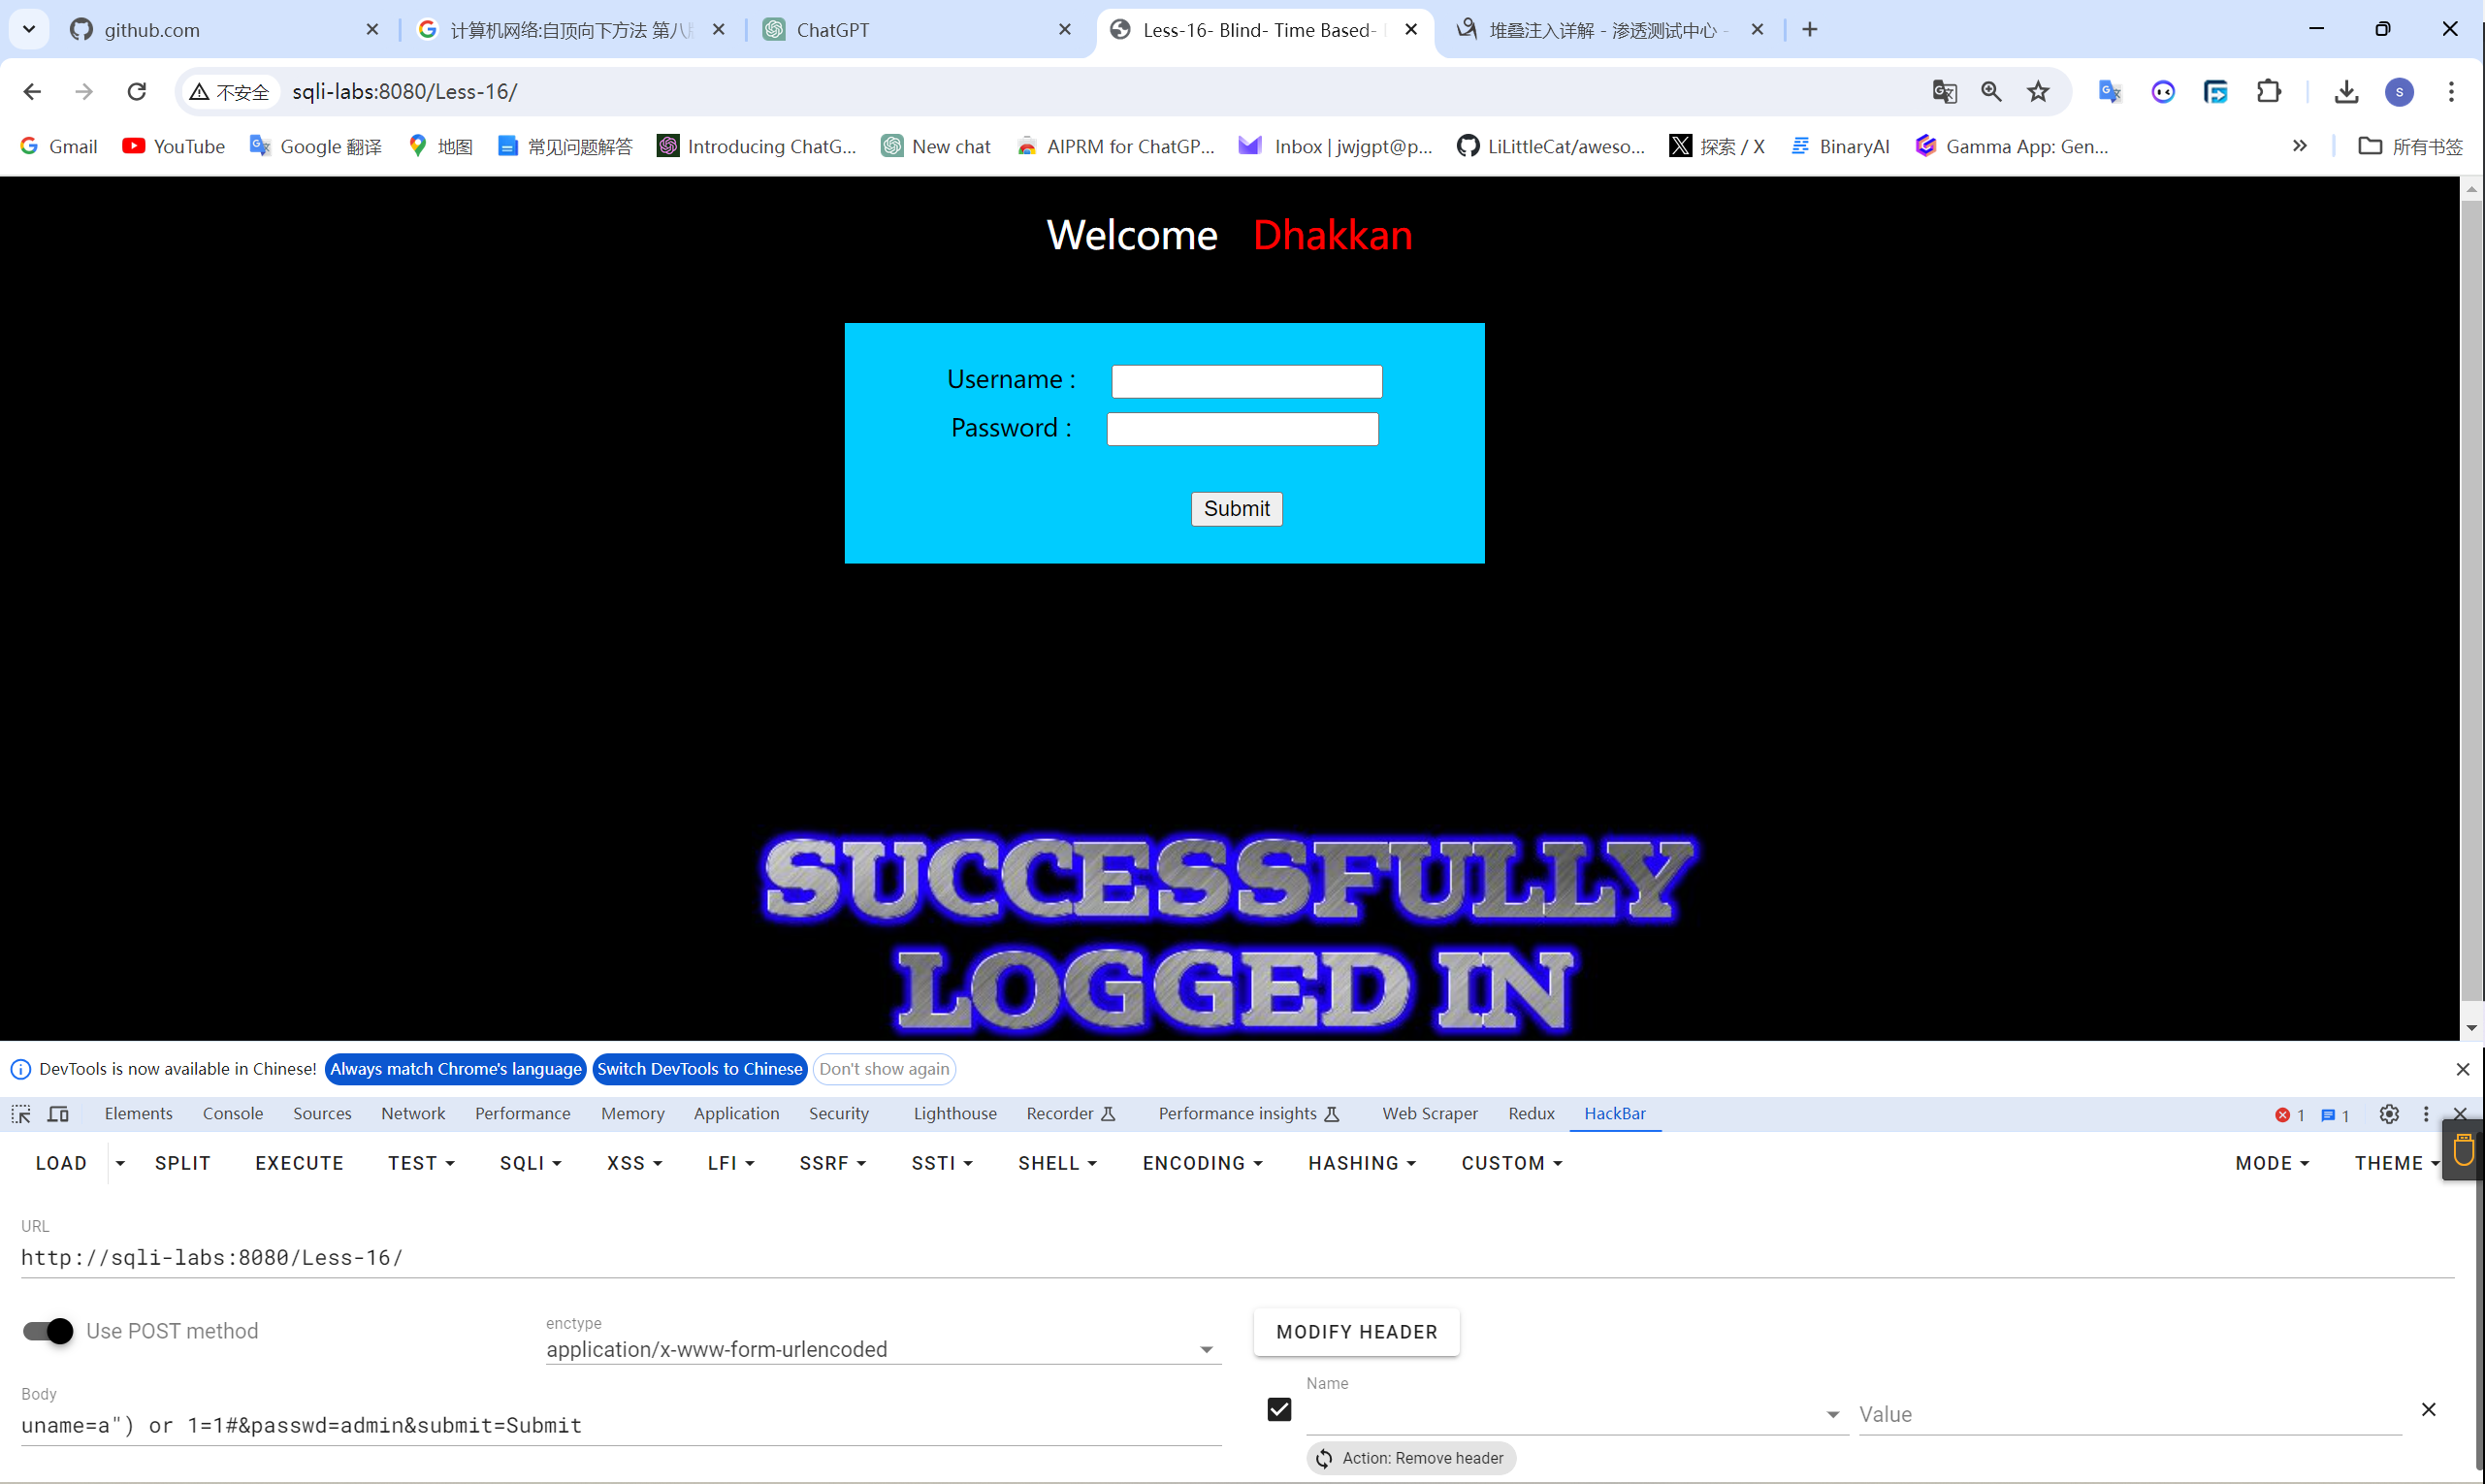 github.com
计算机网络:自顶向下方法 第八
ChatGPT
Less-16- Blind- Time Based-
堆叠注入详解 - 渗透测试中心 -
不安全
sqli-labs:8080/Less-16/
S
Gmail
YouTube
Google 翻译
地图
常见问题解答
Introducing ChatG...
New chat
AIPRM for ChatGP...
Inbox | jwjgpt@p...
LiLittleCat/aweso...
探索 / X
BinaryAI
Gamma App: Gen...
所有书签
Welcome Dhakkan
Username :
Password :
Submit
SUCCESSFULLY
LOGGED IN
DevTools is now available in Chinese! Always match Chrome's language Switch DevTools to Chinese Don't show again
Elements Console Sources Network Performance Memory Application Security Lighthouse Recorder Performance insights Web Scraper Redux HackBar 1 1
LOAD SPLIT EXECUTE TEST SQLI XSS LFI SSRF SSTI SHELL ENCODING HASHING CUSTOM MODE THEME
URL
http://sqli-labs:8080/Less-16/
Use POST method
enctype
application/x-www-form-urlencoded
MODIFY HEADER
Body
uname=a") or 1=1#&passwd=admin&submit=Submit
Name
Value
Action: Remove header